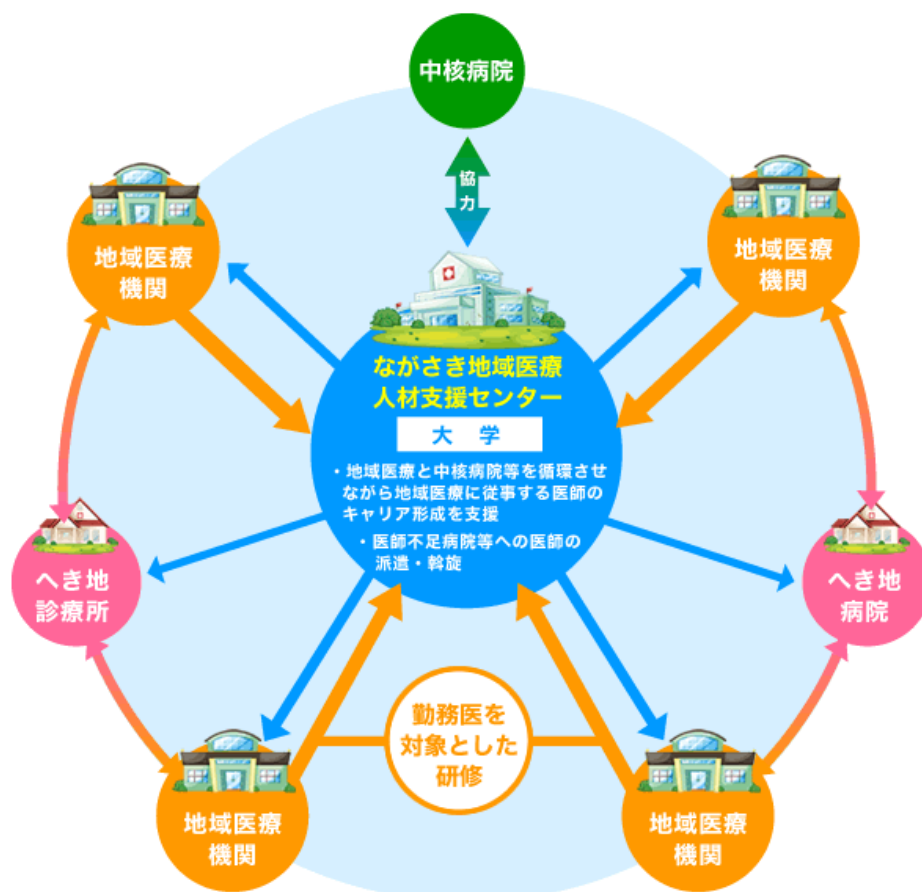 中核病院
協
力
地域医療
機関
地域医療
機関
ながさき地域医療
人材支援センター
大 学
・地域医療と中核病院等を循環させ
ながら地域医療に従事する医師の
キャリア形成を支援
・医師不足病院等への医師の
派遣・斡旋
へき地
診療所
へき地
病院
勤務医を
対象とした
研修
地域医療
機関
地域医療
機関